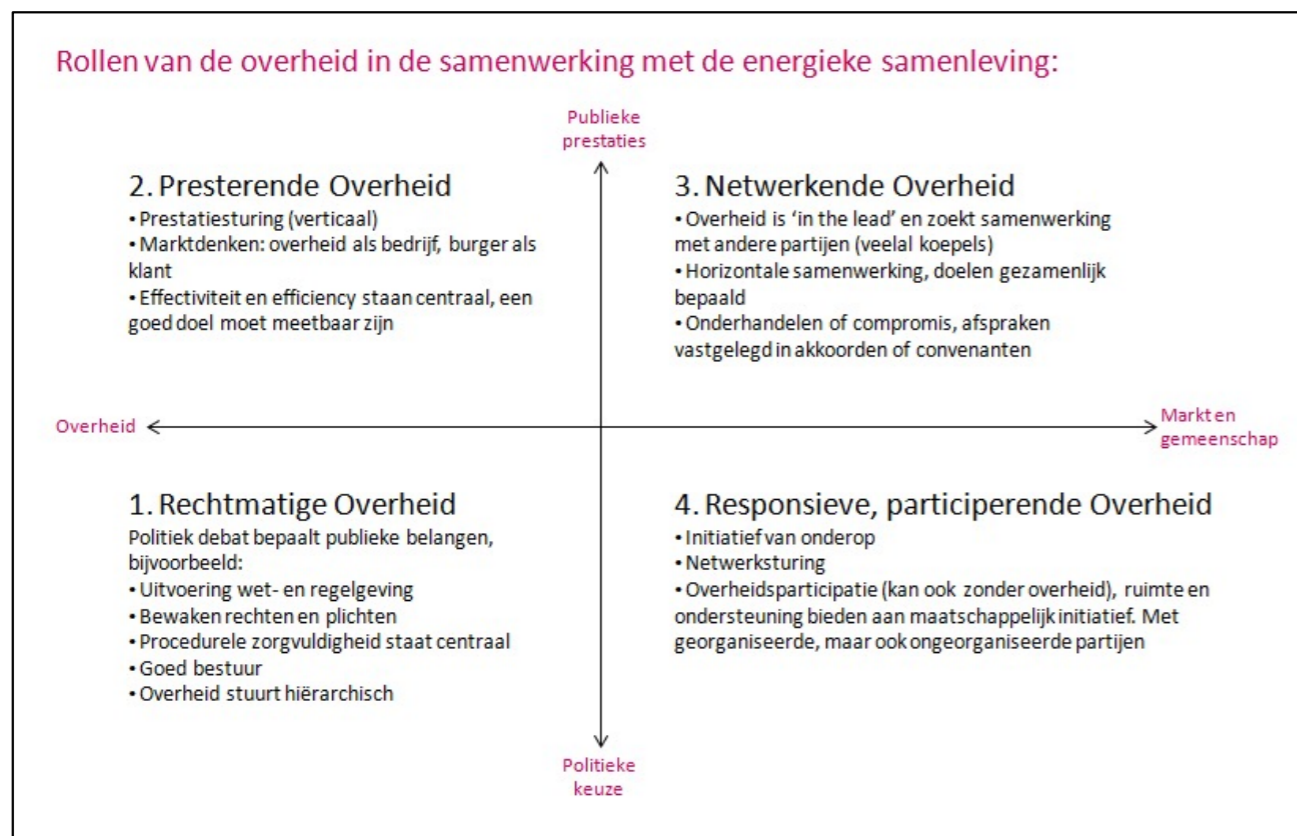 Rollen van de overheid in de samenwerking met de energieke samenleving:
Publieke
prestaties
2. Presterende Overheid
• Prestatiesturing (verticaal)
• Marktdenken: overheid als bedrijf, burger als
klant
• Effectiviteit en efficiency staan centraal, een
goed doel moet meetbaar zijn
3. Netwerkende Overheid
• Overheid is ‘in the lead’ en zoekt samenwerking
met andere partijen (veelal koepels)
• Horizontale samenwerking, doelen gezamenlijk
bepaald
• Onderhandelen of compromis, afspraken
vastgelegd in akkoorden of convenanten
Overheid
Markt en
gemeenschap
1. Rechtmatige Overheid
Politiek debat bepaalt publieke belangen,
bijvoorbeeld:
• Uitvoering wet- en regelgeving
• Bewaken rechten en plichten
• Procedurele zorgvuldigheid staat centraal
• Goed bestuur
• Overheid stuurt hiërarchisch
4. Responsieve, participerende Overheid
• Initiatief van onderop
• Netwerksturing
• Overheidsparticipatie (kan ook zonder overheid), ruimte en
ondersteuning bieden aan maatschappelijk initiatief. Met
georganiseerde, maar ook ongeorganiseerde partijen
Politieke
keuze